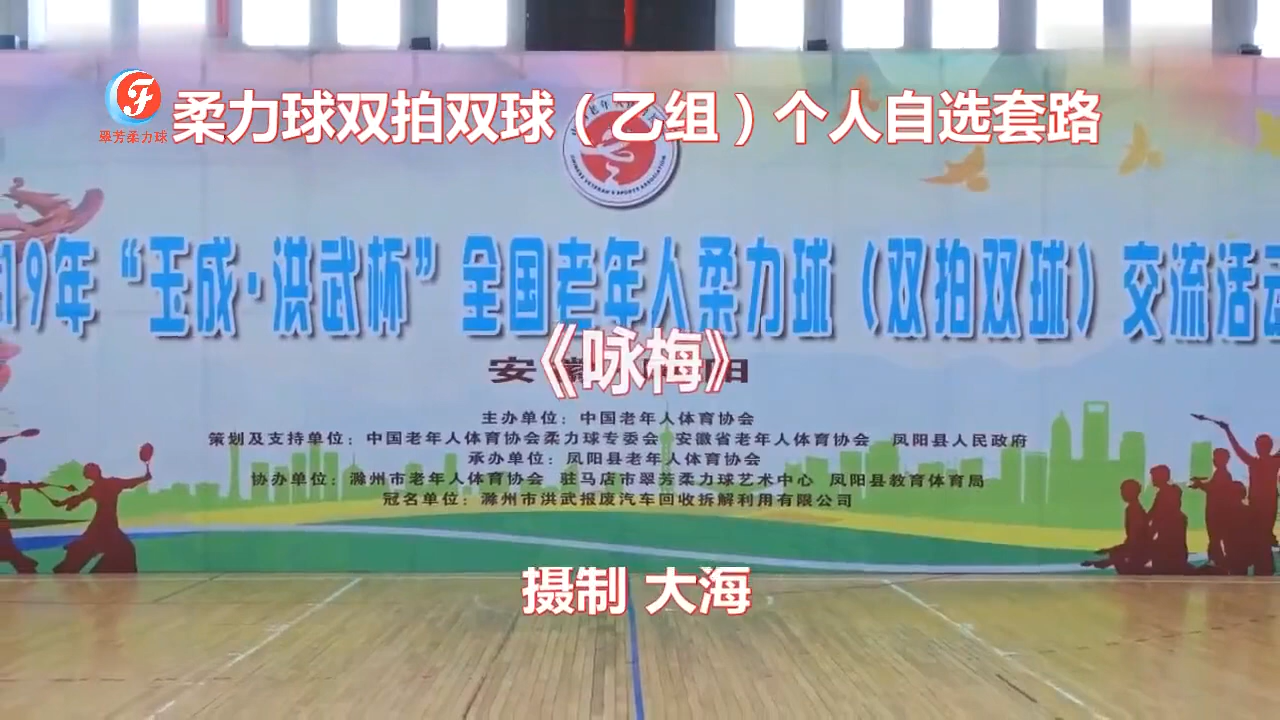 柔力球双拍双球（乙组）个人自选套路
翠芳柔力球
CHINESE VETERAN'S SPORTS ASSOCIATION
19年“玉成·洪武杯”全国老年人柔力球（双拍双球）交流活动
《咏梅》
安
阳
主办单位：中国老年人体育协会
策划及支持单位：中国老年人体育协会柔力球专委会 安徽省老年人体育协会 凤阳县人民政府
承办单位：凤阳县老年人体育协会
协办单位：滁州市老年人体育协会 驻马店市翠芳柔力球艺术中心 凤阳县教育体育局
冠名单位：滁州市洪武报废汽车回收拆解利用有限公司
摄制 大海